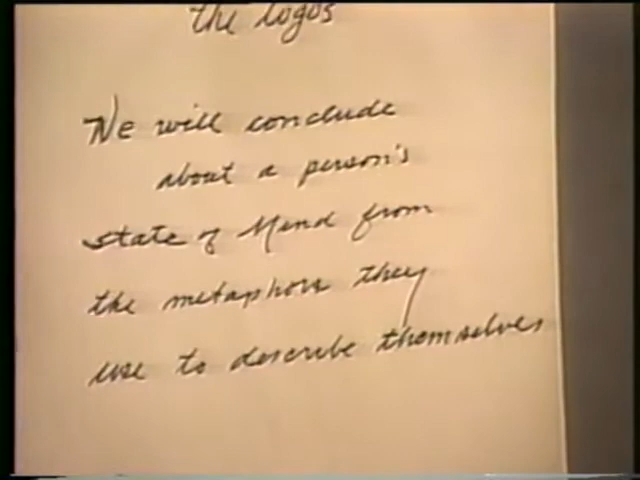 the logos
We will conclude
about a person's
state of Mind from
the metaphors they
use to describe themselves